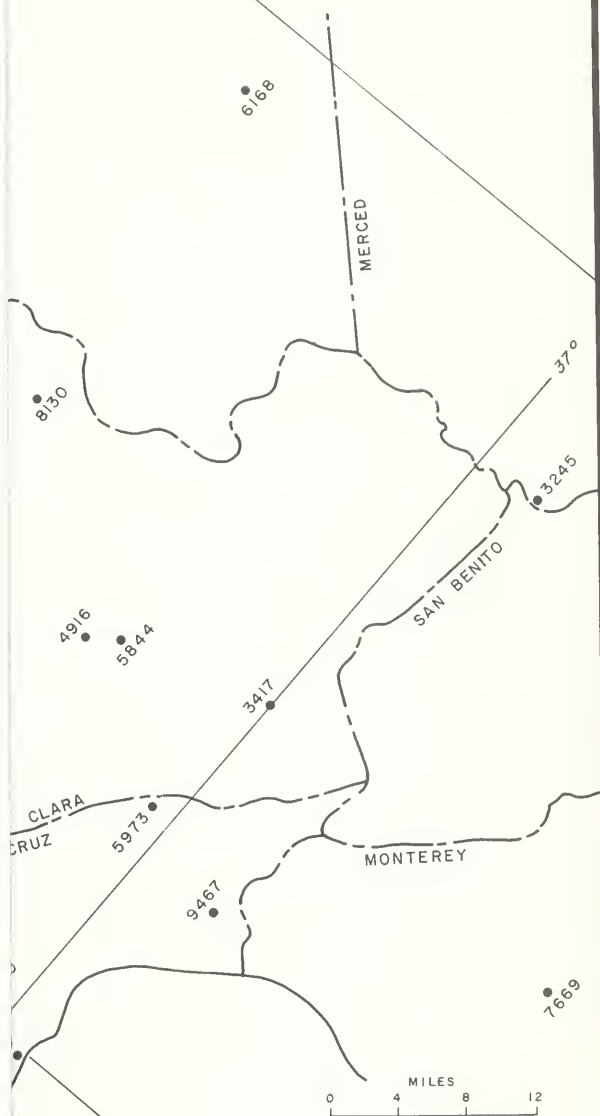 6168
MERCED
37°
8130
3245
SAN BENITO
4916
5844
3417
CLARA
CRUZ
5973
MONTEREY
9467
7669
MILES
0 4 8 12